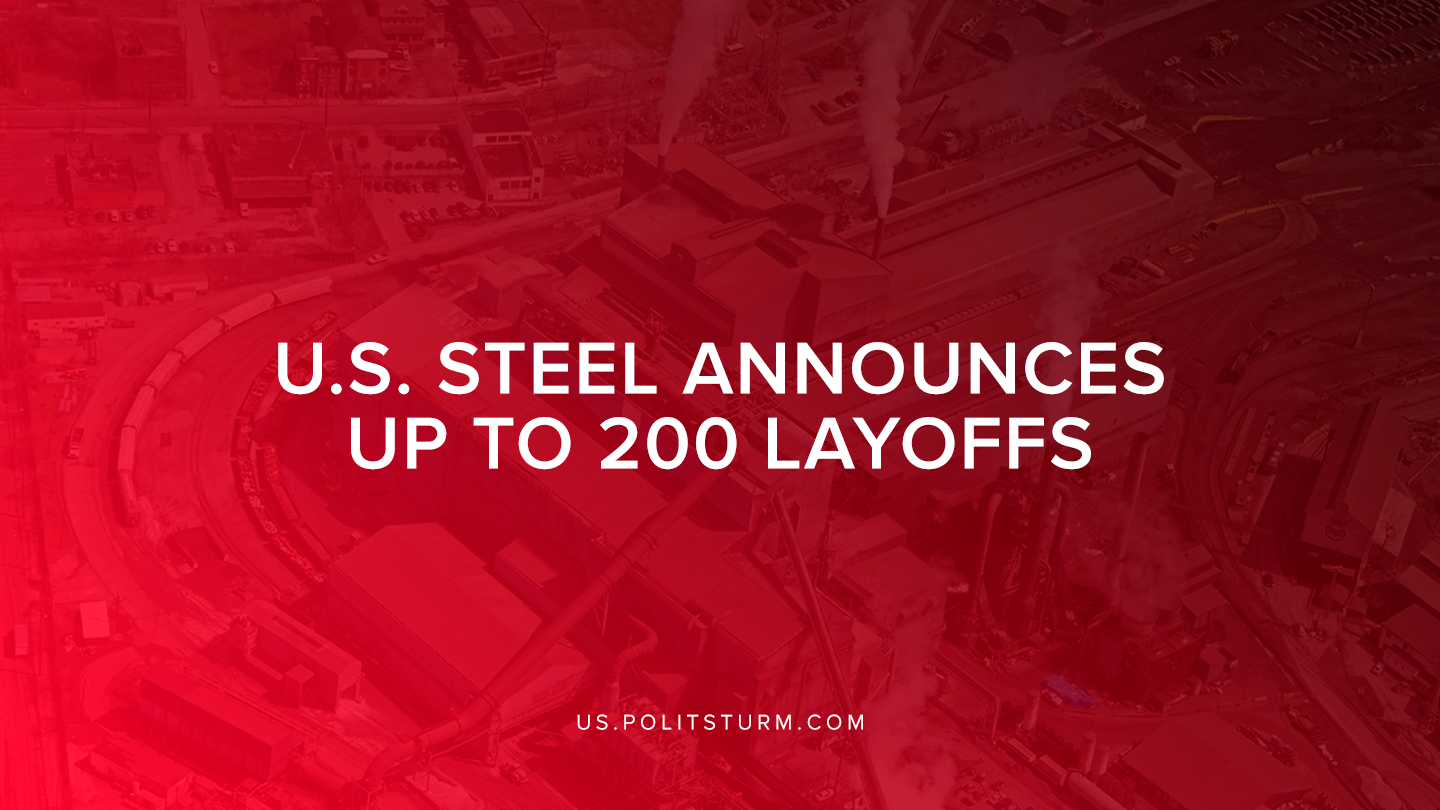 U.S. STEEL ANNOUNCES
UP TO 200 LAYOFFS
US.POLITSTURM.COM